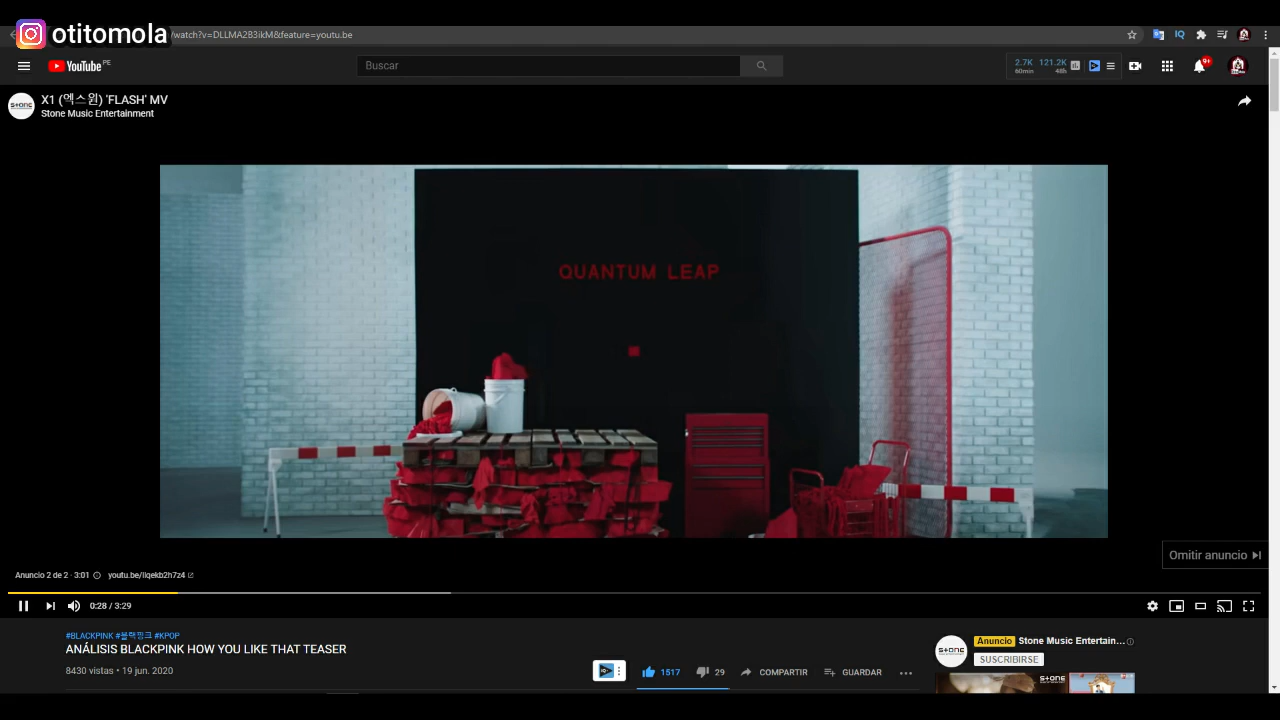 otitomola
/watch?v=DLLMA2B3ikM&feature=youtu.be
YouTube PE
Buscar
2.7K 121.2K
60min 48h
9+
X1 (엑스원) 'FLASH' MV
Stone Music Entertainment
QUANTUM LEAP
Omitir anuncio
Anuncio 2 de 2 · 3:01 youtu.be/iIqekb2h7z4
0:28 / 3:29
#BLACKPINK #블랙핑크 #KPOP
ANÁLISIS BLACKPINK HOW YOU LIKE THAT TEASER
8430 vistas • 19 jun. 2020
1517 29 COMPARTIR GUARDAR
Anuncio Stone Music Entertain...
SUSCRIBIRSE